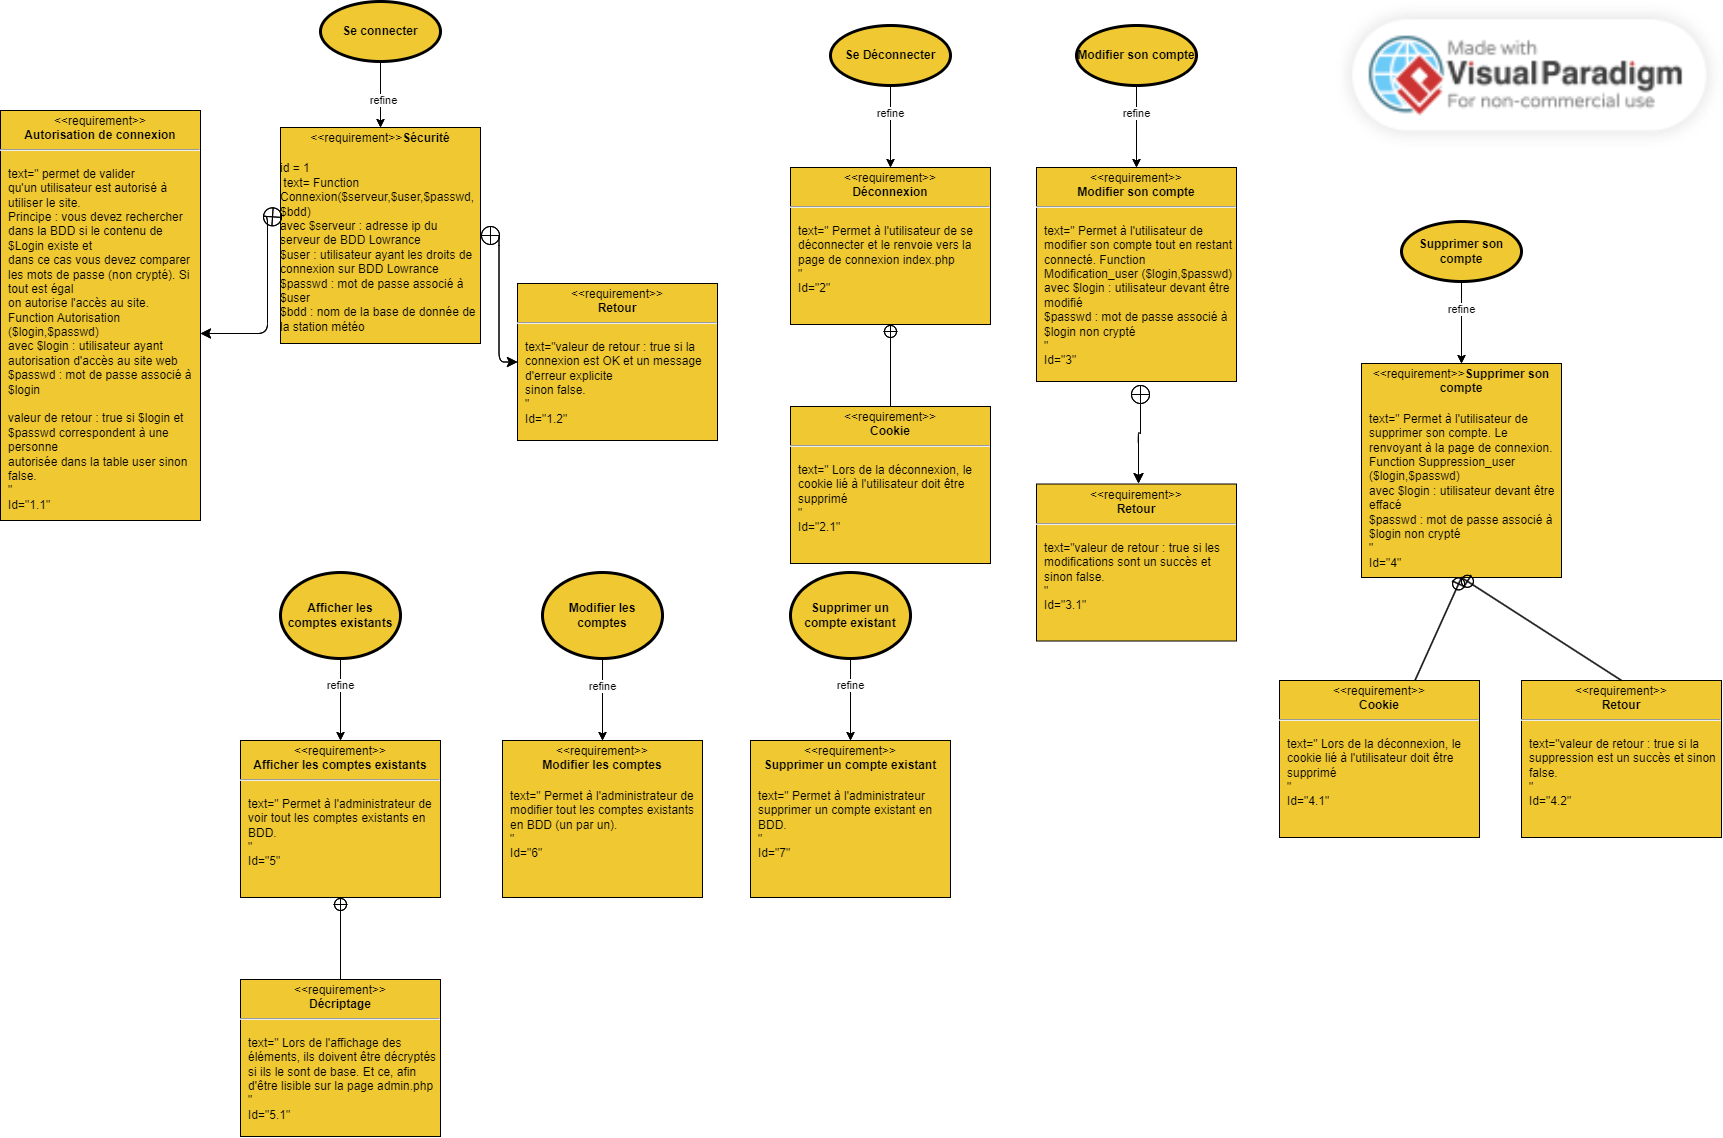 Se connecter
refine
<<requirement>>
Autorisation de connexion
text=" permet de valider
qu'un utilisateur est autorisé à
utiliser le site.
Principe : vous devez rechercher
dans la BDD si le contenu de
$Login existe et
dans ce cas vous devez comparer
les mots de passe (non crypté). Si
tout est égal
on autorise l'accès au site.
Function Autorisation
($login,$passwd)
avec $login : utilisateur ayant
autorisation d'accès au site web
$passwd : mot de passe associé à
$login
valeur de retour : true si $login et
$passwd correspondent à une
personne
autorisée dans la table user sinon
false.
"
Id="1.1"
<<requirement>>Sécurité
id = 1
text= Function
Connexion($serveur,$user,$passwd,
$bdd)
avec $serveur : adresse ip du
serveur de BDD Lowrance
$user : utilisateur ayant les droits de
connexion sur BDD Lowrance
$passwd : mot de passe associé à
$user
$bdd : nom de la base de donnée de
la station météo
<<requirement>>
Retour
text="valeur de retour : true si la
connexion est OK et un message
d'erreur explicite
sinon false.
"
Id="1.2"
Se Déconnecter
refine
<<requirement>>
Déconnexion
text=" Permet à l'utilisateur de se
déconnecter et le renvoie vers la
page de connexion index.php
"
Id="2"
<<requirement>>
Cookie
text=" Lors de la déconnexion, le
cookie lié à l'utilisateur doit être
supprimé
"
Id="2.1"
Modifier son compte
refine
<<requirement>>
Modifier son compte
text=" Permet à l'utilisateur de
modifier son compte tout en restant
connecté. Function
Modification_user ($login,$passwd)
avec $login : utilisateur devant être
modifié
$passwd : mot de passe associé à
$login non crypté
"
Id="3"
<<requirement>>
Retour
text="valeur de retour : true si les
modifications sont un succès et
sinon false.
"
Id="3.1"
Made with
Visual Paradigm
For non-commercial use
Supprimer son
compte
refine
<<requirement>>Supprimer son
compte
text=" Permet à l'utilisateur de
supprimer son compte. Le
renvoyant à la page de connexion.
Function Suppression_user
($login,$passwd)
avec $login : utilisateur devant être
effacé
$passwd : mot de passe associé à
$login non crypté
"
Id="4"
<<requirement>>
Cookie
text=" Lors de la déconnexion, le
cookie lié à l'utilisateur doit être
supprimé
"
Id="4.1"
<<requirement>>
Retour
text="valeur de retour : true si la
suppression est un succès et sinon
false.
"
Id="4.2"
Afficher les
comptes existants
refine
<<requirement>>
Afficher les comptes existants
text=" Permet à l'administrateur de
voir tout les comptes existants en
BDD.
"
Id="5"
<<requirement>>
Décriptage
text=" Lors de l'affichage des
éléments, ils doivent être décryptés
si ils le sont de base. Et ce, afin
d'être lisible sur la page admin.php
"
Id="5.1"
Modifier les
comptes
refine
<<requirement>>
Modifier les comptes
text=" Permet à l'administrateur de
modifier tout les comptes existants
en BDD (un par un).
"
Id="6"
Supprimer un
compte existant
refine
<<requirement>>
Supprimer un compte existant
text=" Permet à l'administrateur
supprimer un compte existant en
BDD.
"
Id="7"